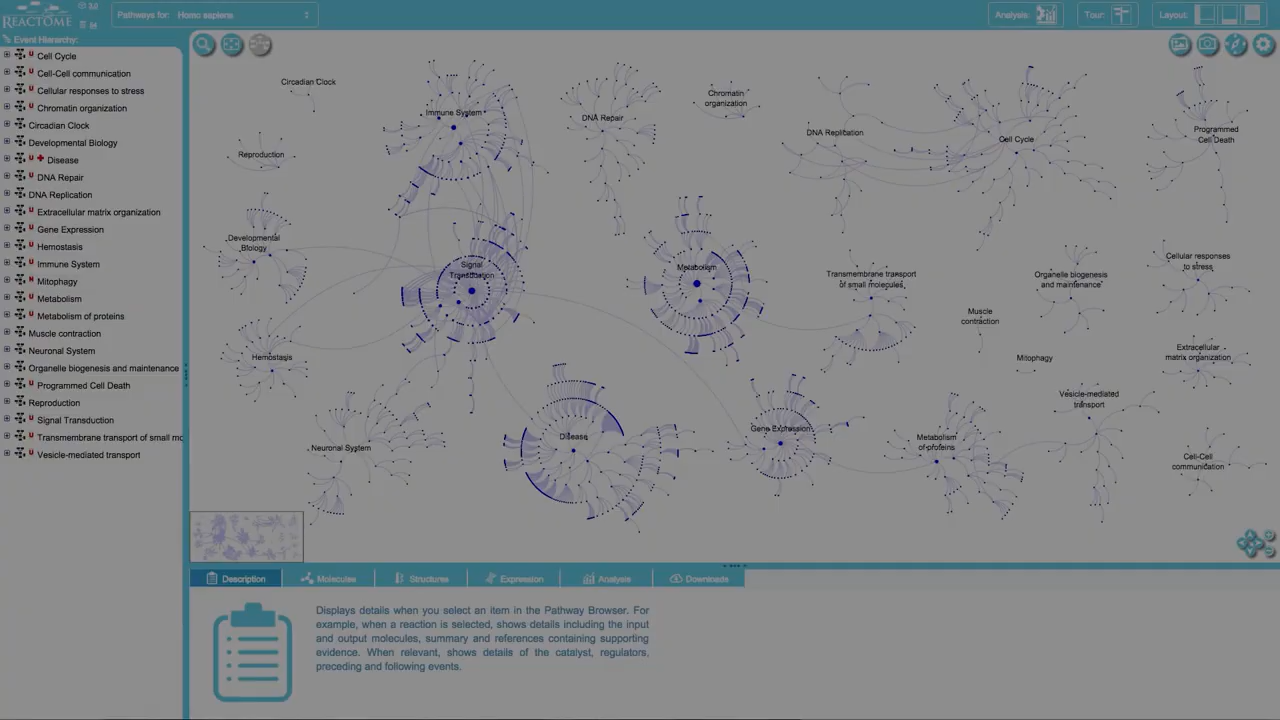 REACTOME
Pathways for: Homo sapiens
Analysis:
Tour:
Layout:
Event Hierarchy:
Cell Cycle
Cell-Cell communication
Cellular responses to stress
Chromatin organization
Circadian Clock
Developmental Biology
Disease
DNA Repair
DNA Replication
Extracellular matrix organization
Gene Expression
Hemostasis
Immune System
Mitophagy
Metabolism
Metabolism of proteins
Muscle contraction
Neuronal System
Organelle biogenesis and maintenance
Programmed Cell Death
Reproduction
Signal Transduction
Transmembrane transport of small mo
Vesicle-mediated transport
Circadian Clock
Immune System
DNA Repair
Chromatin
organization
DNA Replication
Cell Cycle
Programmed
Cell Death
Reproduction
Developmental
Biology
Signal
Transduction
Metabolism
Transmembrane transport
of small molecules
Organelle biogenesis
and maintenance
Cellular responses
to stress
Muscle
contraction
Hemostasis
Mitophagy
Extracellular
matrix organization
Vesicle-mediated
transport
Neuronal System
Disease
Gene Expression
Metabolism
of proteins
Cell-Cell
communication
Description
Molecules
Structures
Expression
Analysis
Downloads
Displays details when you select an item in the Pathway Browser. For
example, when a reaction is selected, shows details including the input
and output molecules, summary and references containing supporting
evidence. When relevant, shows details of the catalyst, regulators,
preceding and following events.